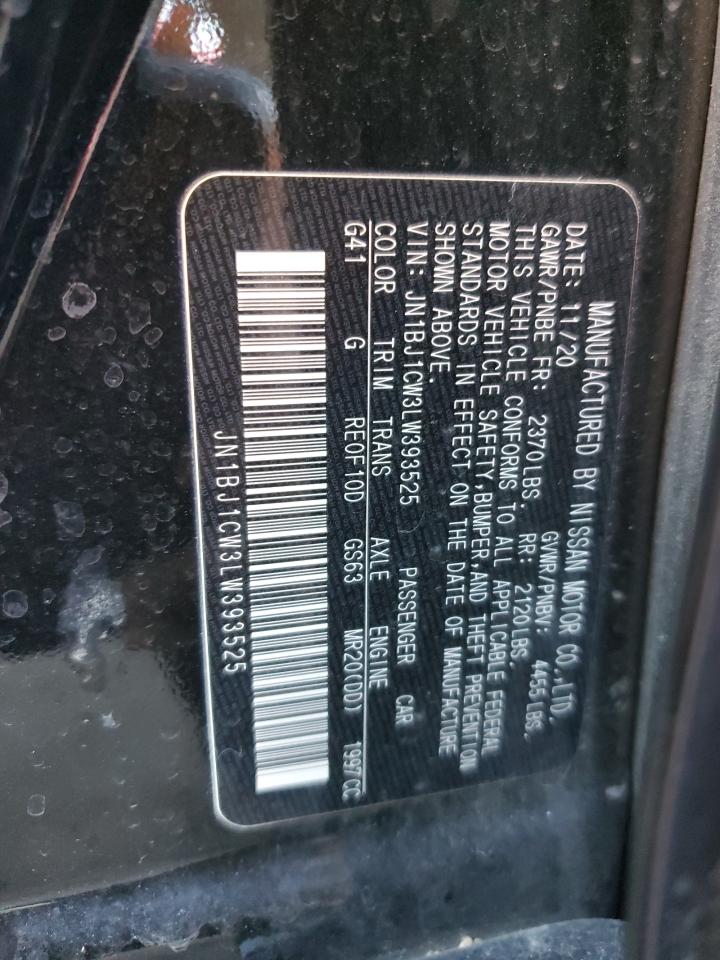 MANUFACTURED BY NISSAN MOTOR CO.,LTD.
DATE: 11/20 GVWR/PNBV: 4455 LBS.
GAWR/PNBE FR: 2370LBS. RR: 2120LBS.
THIS VEHICLE CONFORMS TO ALL APPLICABLE FEDERAL
MOTOR VEHICLE SAFETY,BUMPER,AND THEFT PREVENTION
STANDARDS IN EFFECT ON THE DATE OF MANUFACTURE
SHOWN ABOVE.
VIN: JN1BJ1CW3LW393525 PASSENGER CAR
COLOR TRIM TRANS AXLE ENGINE
G41 G RE0F10D GS63 MR20(DD) 1997CC
JN1BJ1CW3LW393525